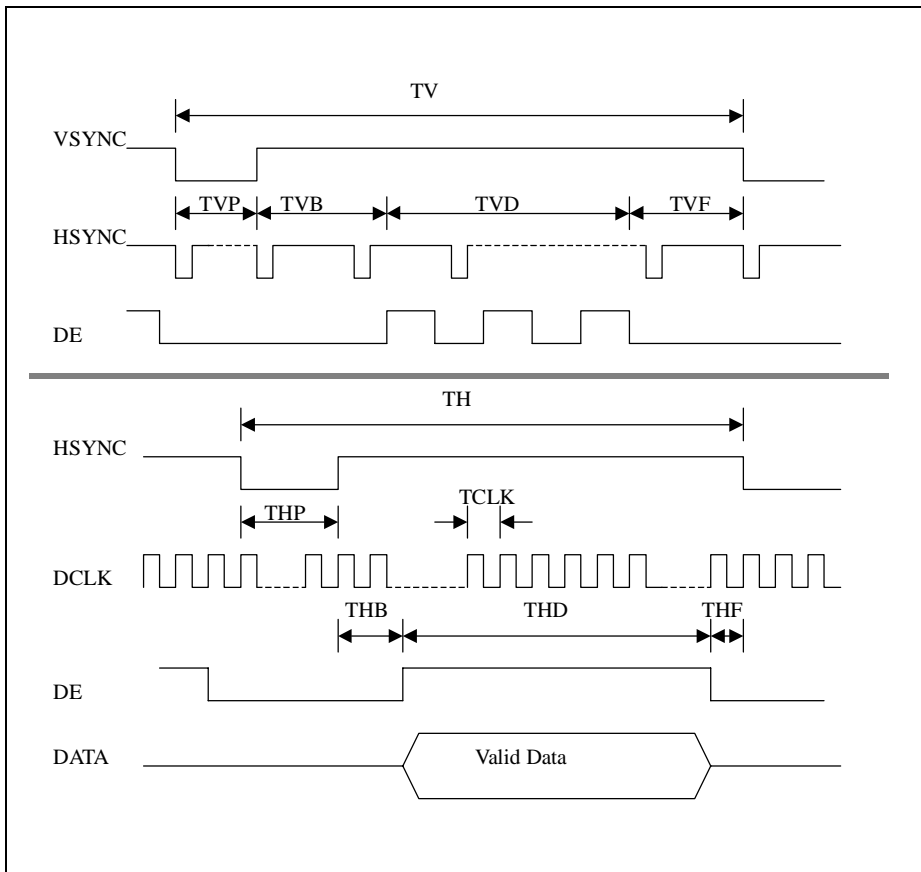 TV
VSYNC
TVP TVB TVD TVF
HSYNC
DE
TH
HSYNC
THP TCLK
DCLK
THB THD THF
DE
DATA Valid Data